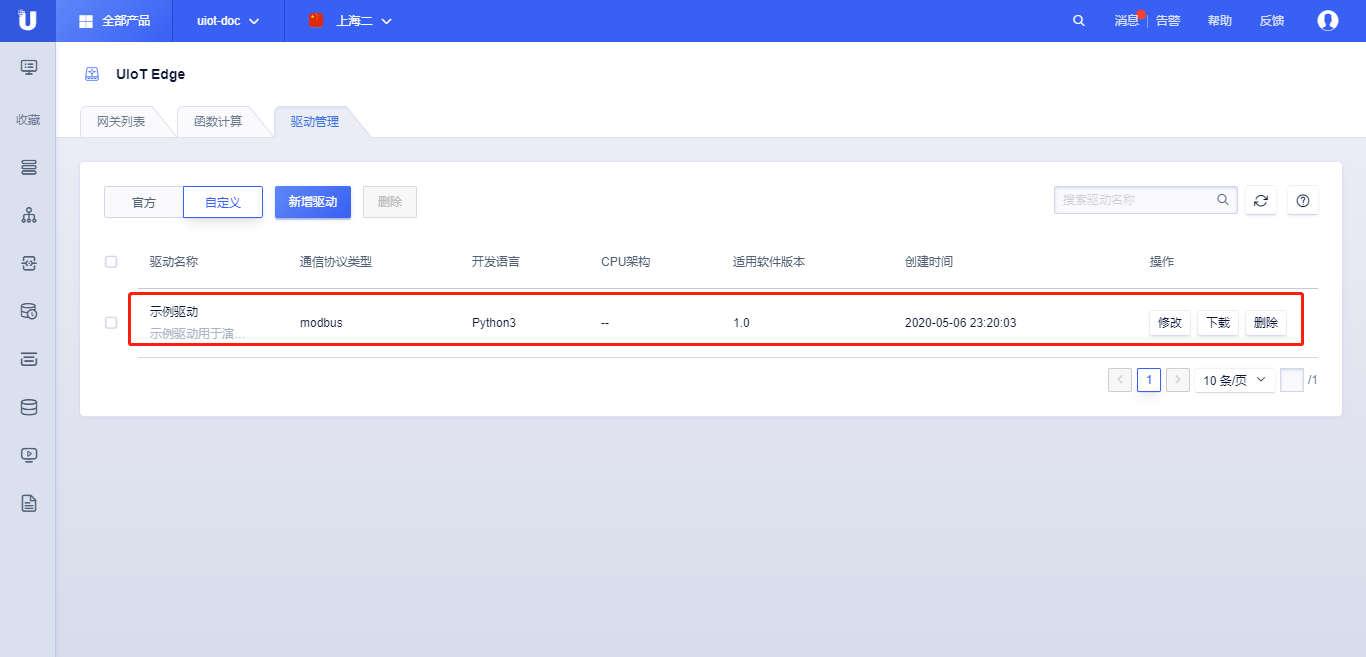 U 全部产品 uiot-doc 上海二 消息 告警 帮助 反馈
收藏
UIoT Edge
网关列表 函数计算 驱动管理
官方 自定义 新增驱动 删除 搜索驱动名称
驱动名称 通信协议类型 开发语言 CPU架构 适用软件版本 创建时间 操作
示例驱动
示例驱动用于演...
modbus Python3 -- 1.0 2020-05-06 23:20:03 修改 下载 删除
1 10 条/页 /1